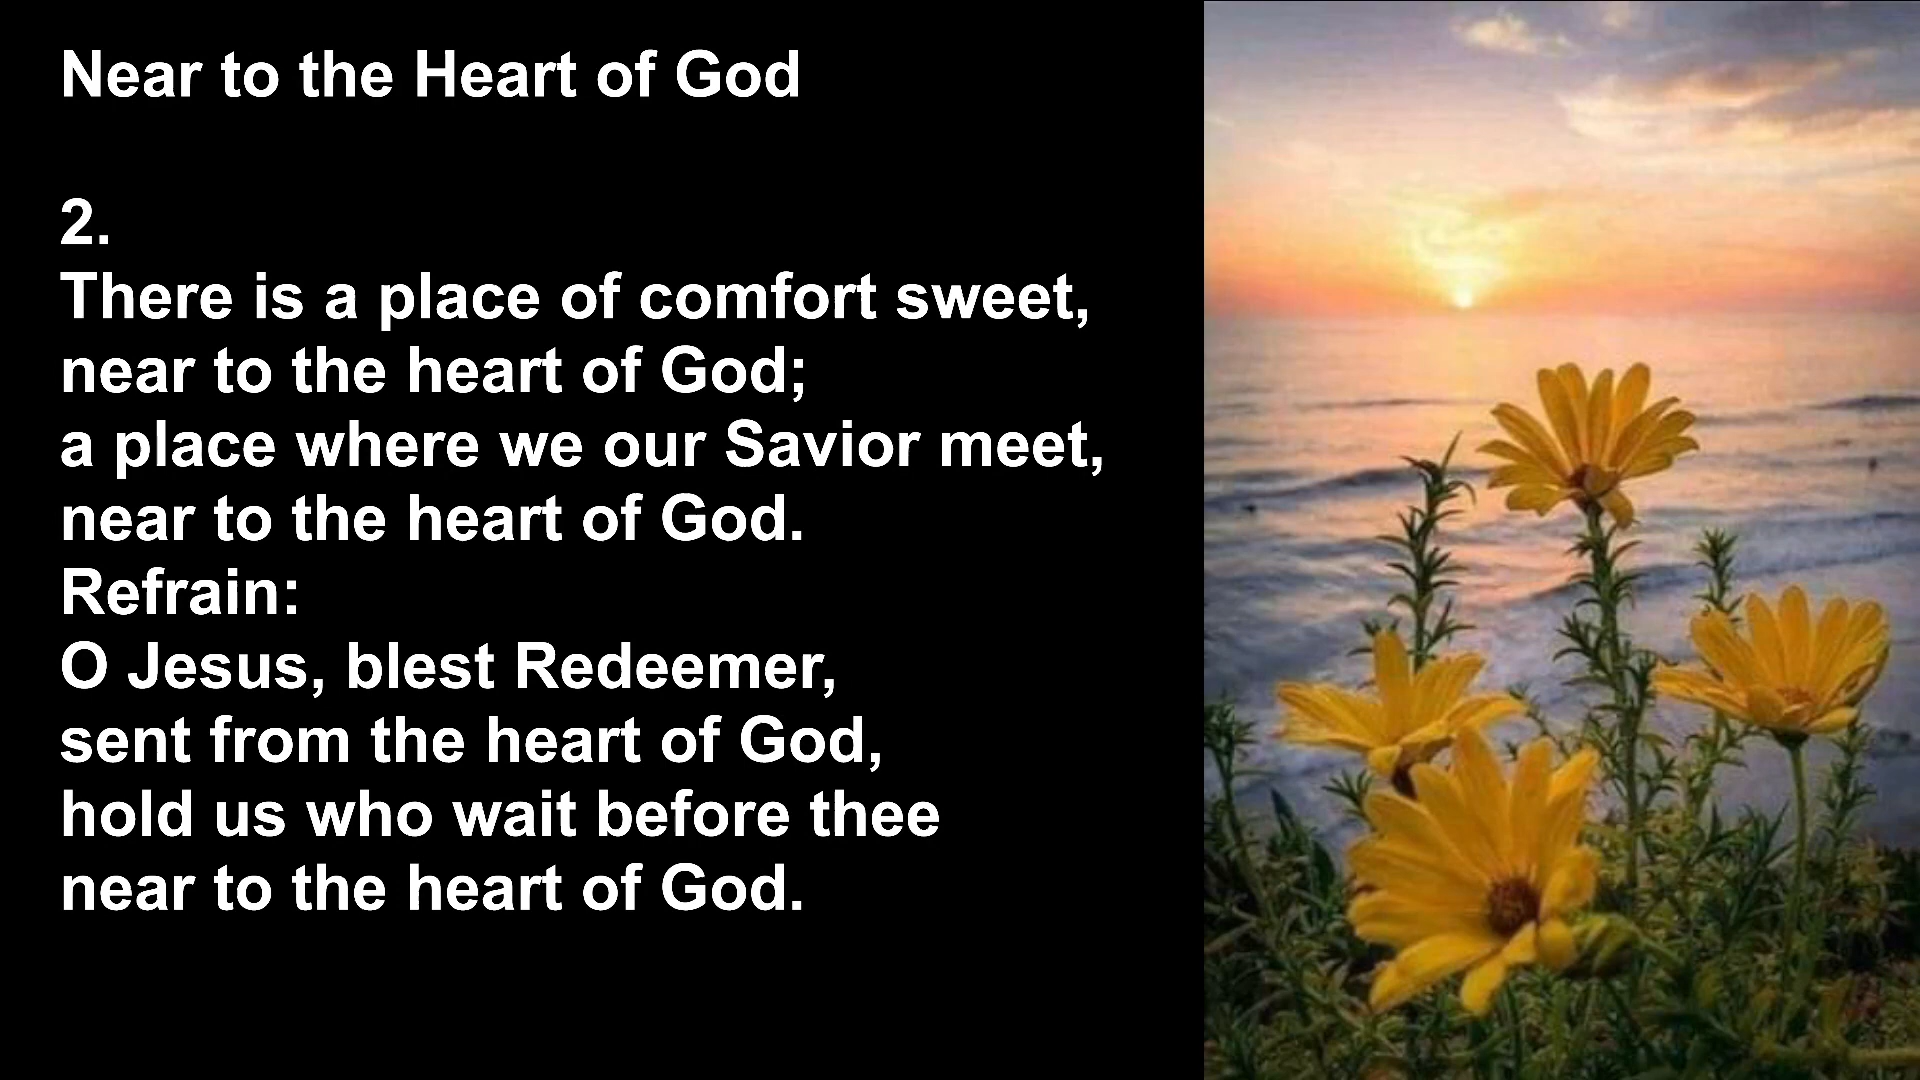 Near to the Heart of God
2.
There is a place of comfort sweet,
near to the heart of God;
a place where we our Savior meet,
near to the heart of God.
Refrain:
O Jesus, blest Redeemer,
sent from the heart of God,
hold us who wait before thee
near to the heart of God.